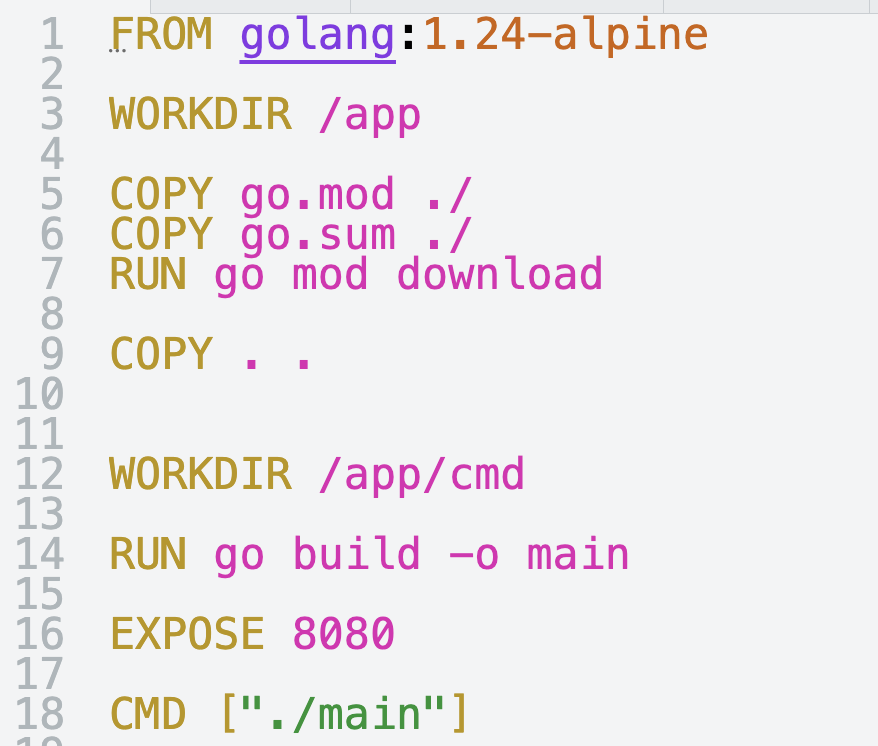 1 FROM golang:1.24-alpine
2
3 WORKDIR /app
4
5 COPY go.mod ./
6 COPY go.sum ./
7 RUN go mod download
8
9 COPY . .
10
11
12 WORKDIR /app/cmd
13
14 RUN go build -o main
15
16 EXPOSE 8080
17
18 CMD ["./main"]